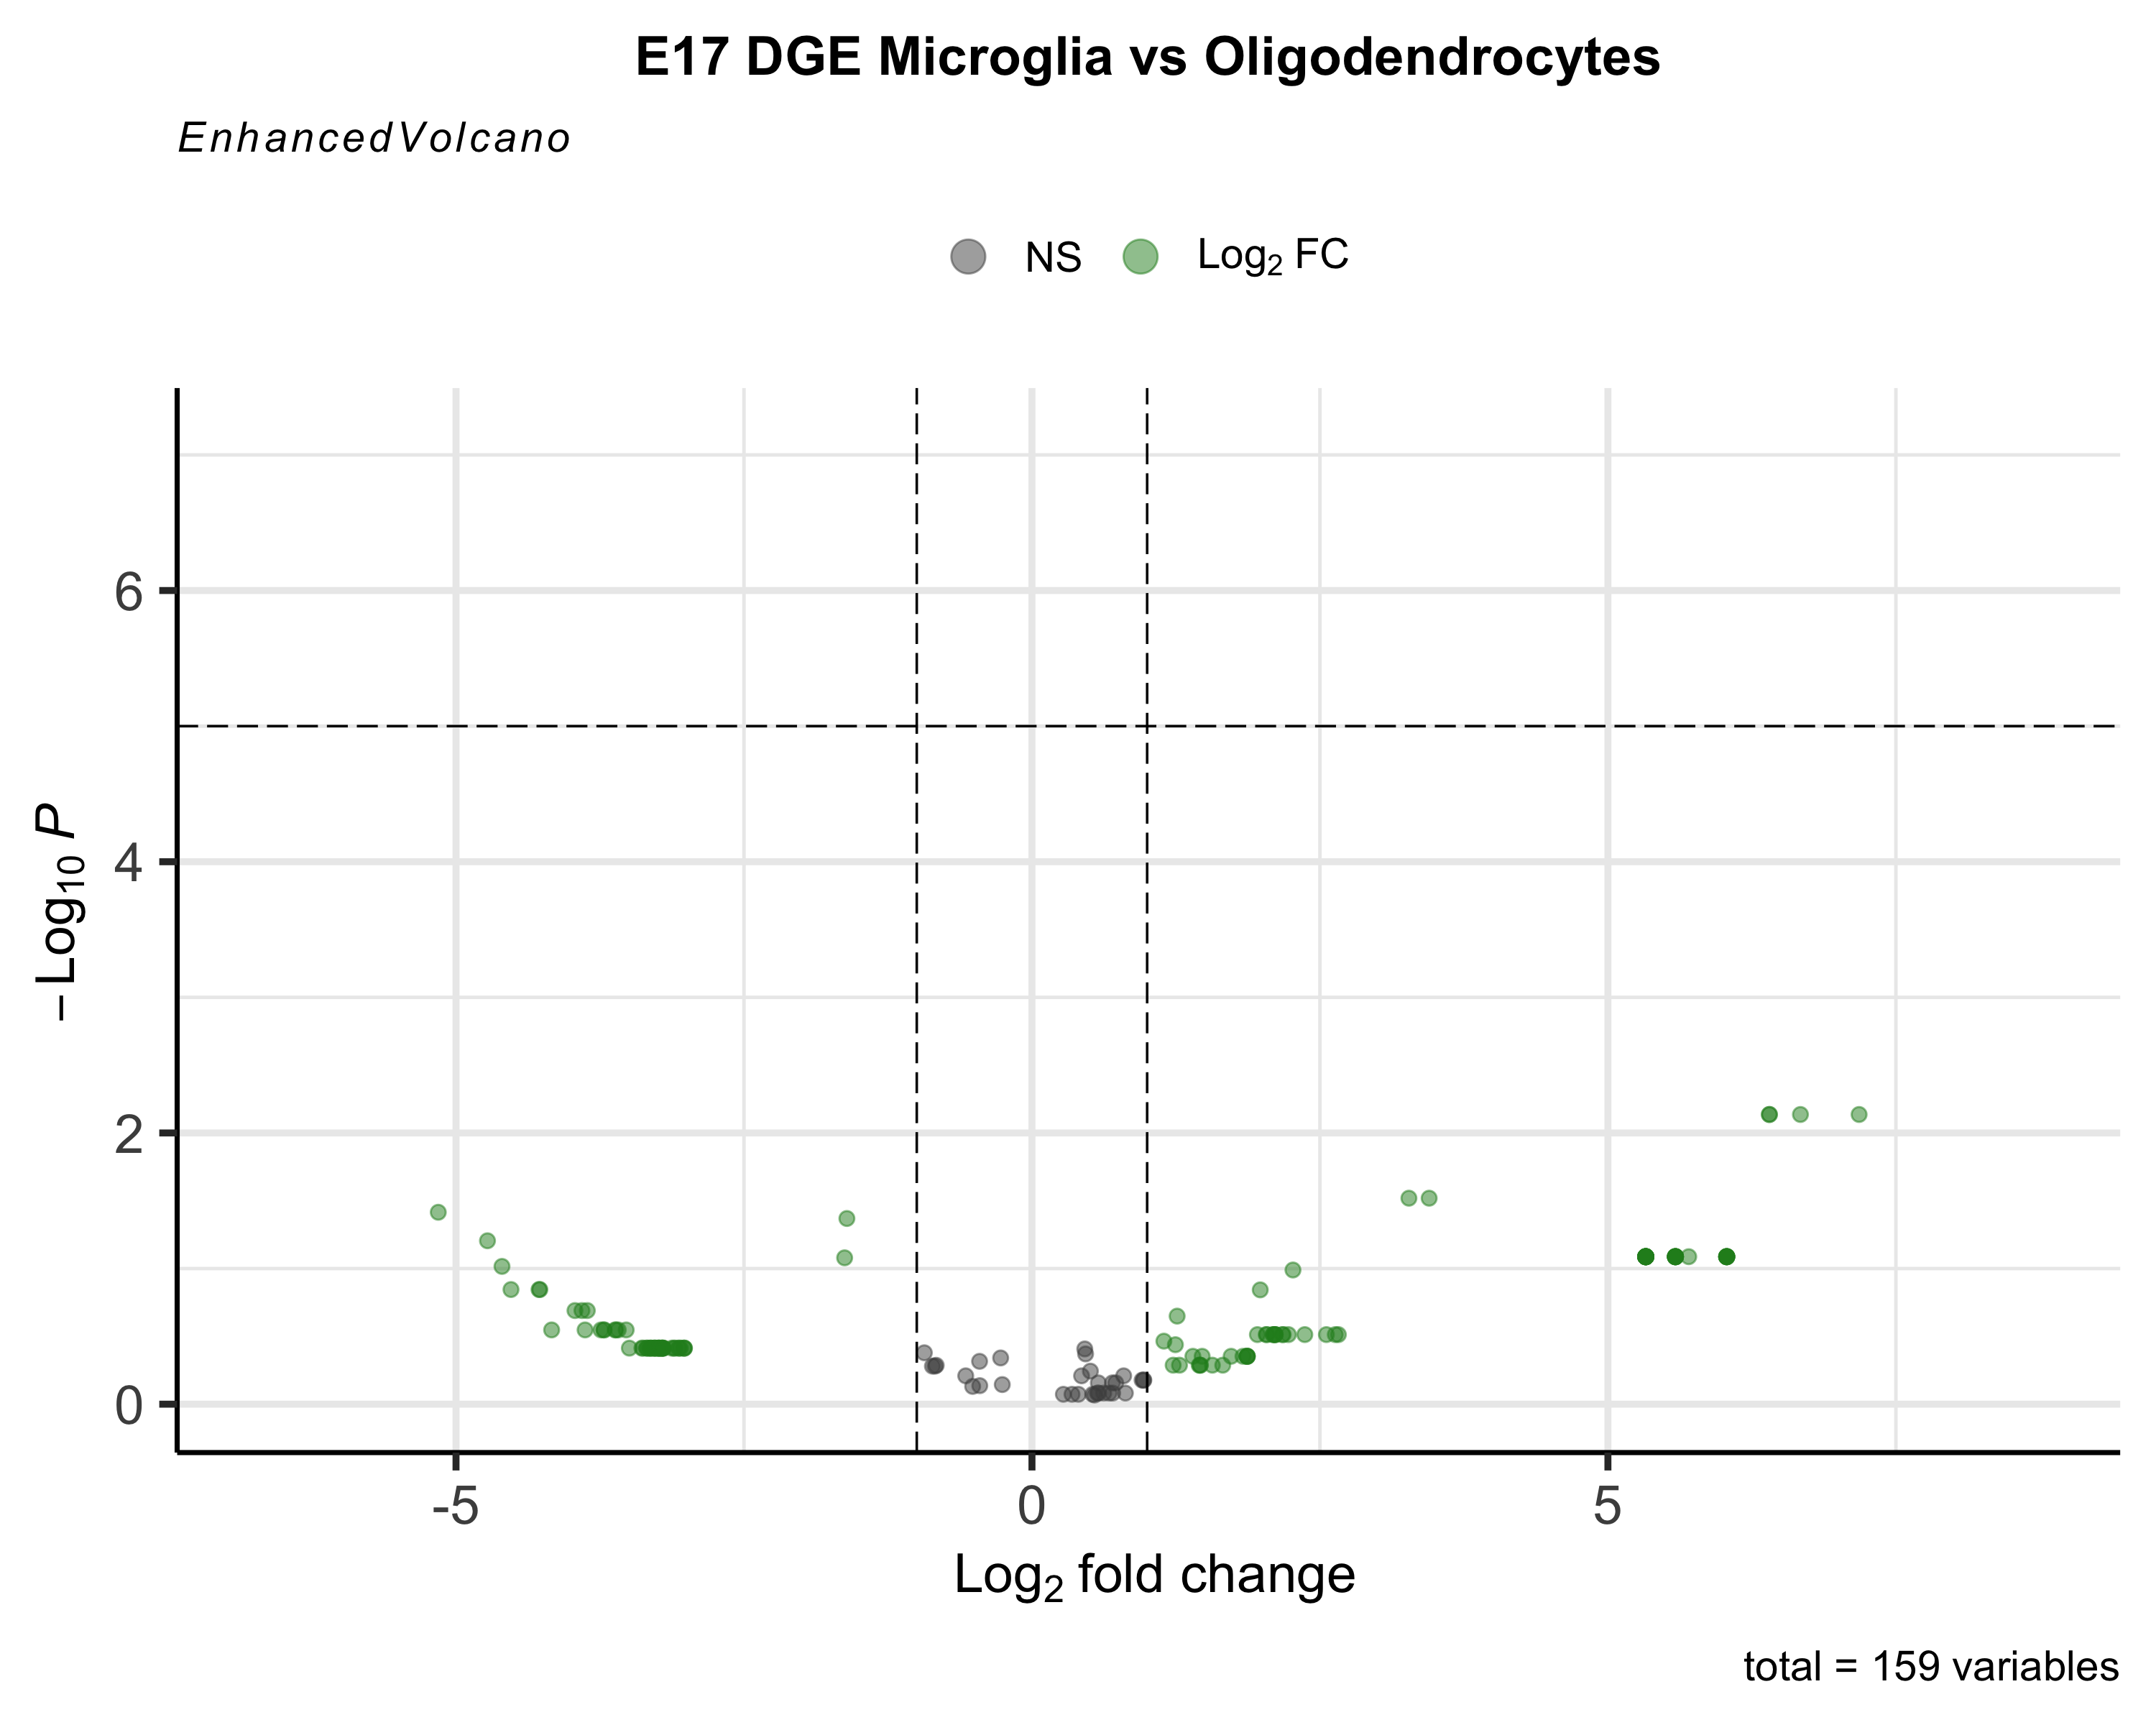 E17 DGE Microglia vs Oligodendrocytes
EnhancedVolcano
NS Log₂ FC
6
4
2
0
−Log₁₀ P
-5 0 5
Log₂ fold change
total = 159 variables